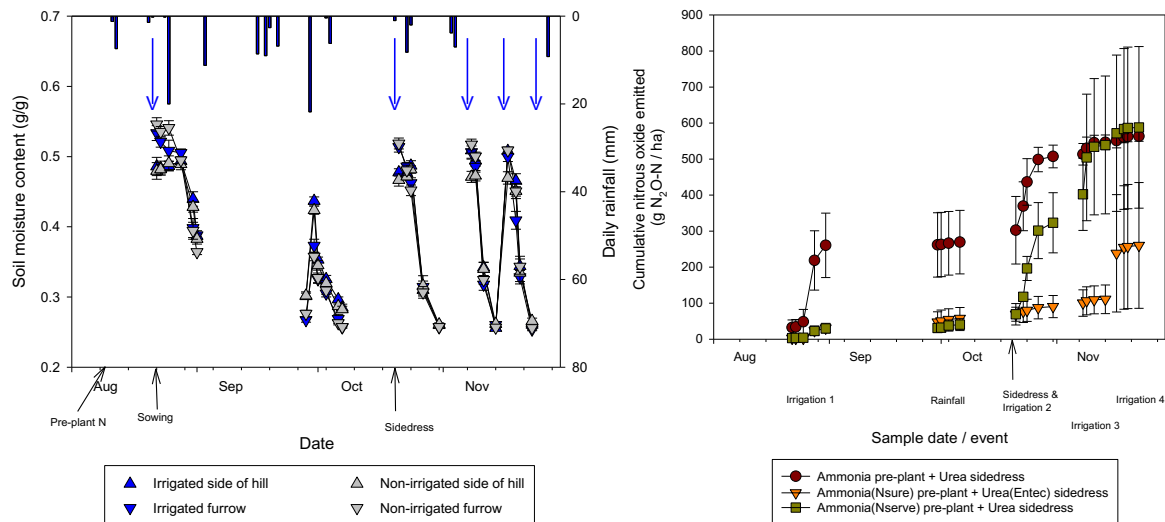 0.7
0.6
0.5
0.4
0.3
0.2
Soil moisture content (g/g)
0
20
40
60
80
Daily rainfall (mm)
Aug
Sep
Oct
Nov
Pre-plant N
Sowing
Sidedress
Date
Irrigated side of hill
Non-irrigated side of hill
Irrigated furrow
Non-irrigated furrow
900
800
700
600
500
400
300
200
100
0
Cumulative nitrous oxide emitted
(g N₂O-N / ha)
Aug
Sep
Oct
Nov
Irrigation 1
Rainfall
Sidedress &
Irrigation 2
Irrigation 4
Irrigation 3
Sample date / event
Ammonia pre-plant + Urea sidedress
Ammonia(Nsure) pre-plant + Urea(Entec) sidedress
Ammonia(Nserve) pre-plant + Urea sidedress